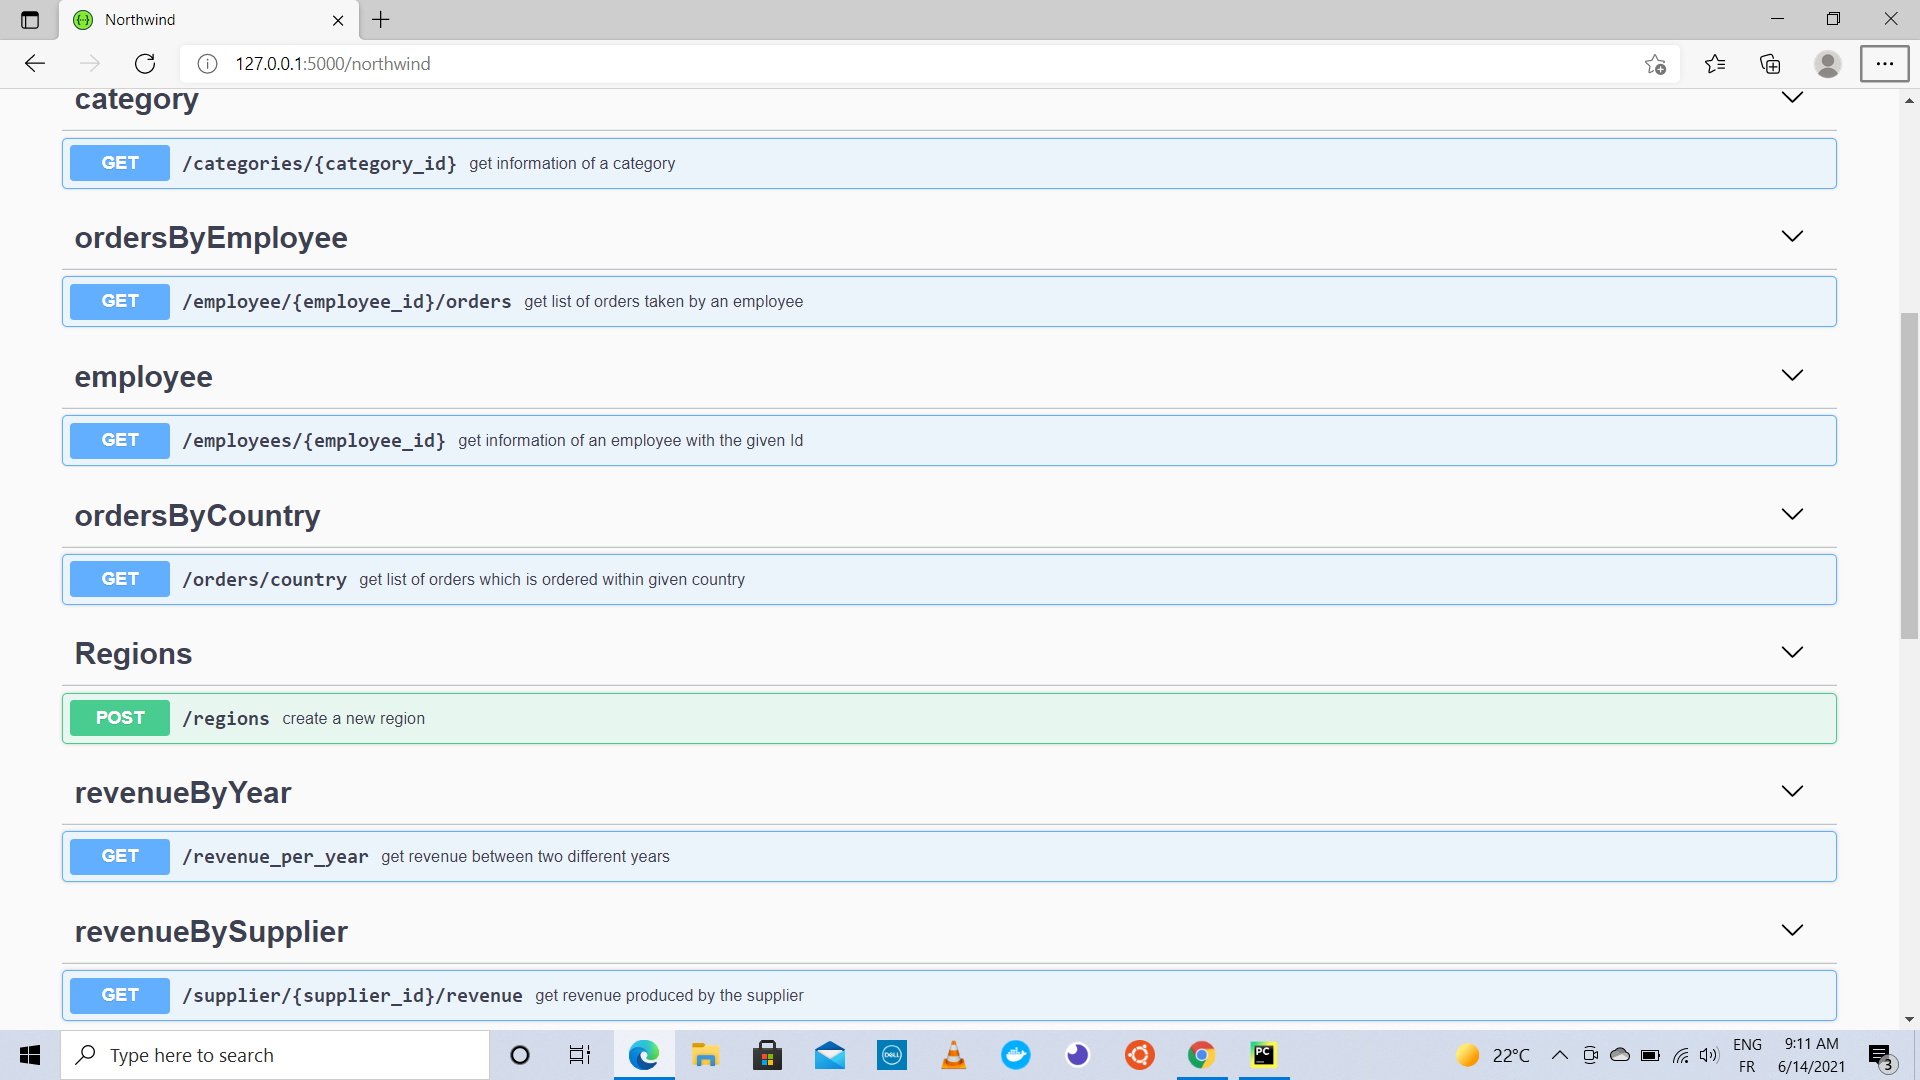 Northwind
127.0.0.1:5000/northwind
category
GET /categories/{category_id} get information of a category
ordersByEmployee
GET /employee/{employee_id}/orders get list of orders taken by an employee
employee
GET /employees/{employee_id} get information of an employee with the given Id
ordersByCountry
GET /orders/country get list of orders which is ordered within given country
Regions
POST /regions create a new region
revenueByYear
GET /revenue_per_year get revenue between two different years
revenueBySupplier
GET /supplier/{supplier_id}/revenue get revenue produced by the supplier
Type here to search
DELL
PC
22°C
ENG
FR
9:11 AM
6/14/2021
3